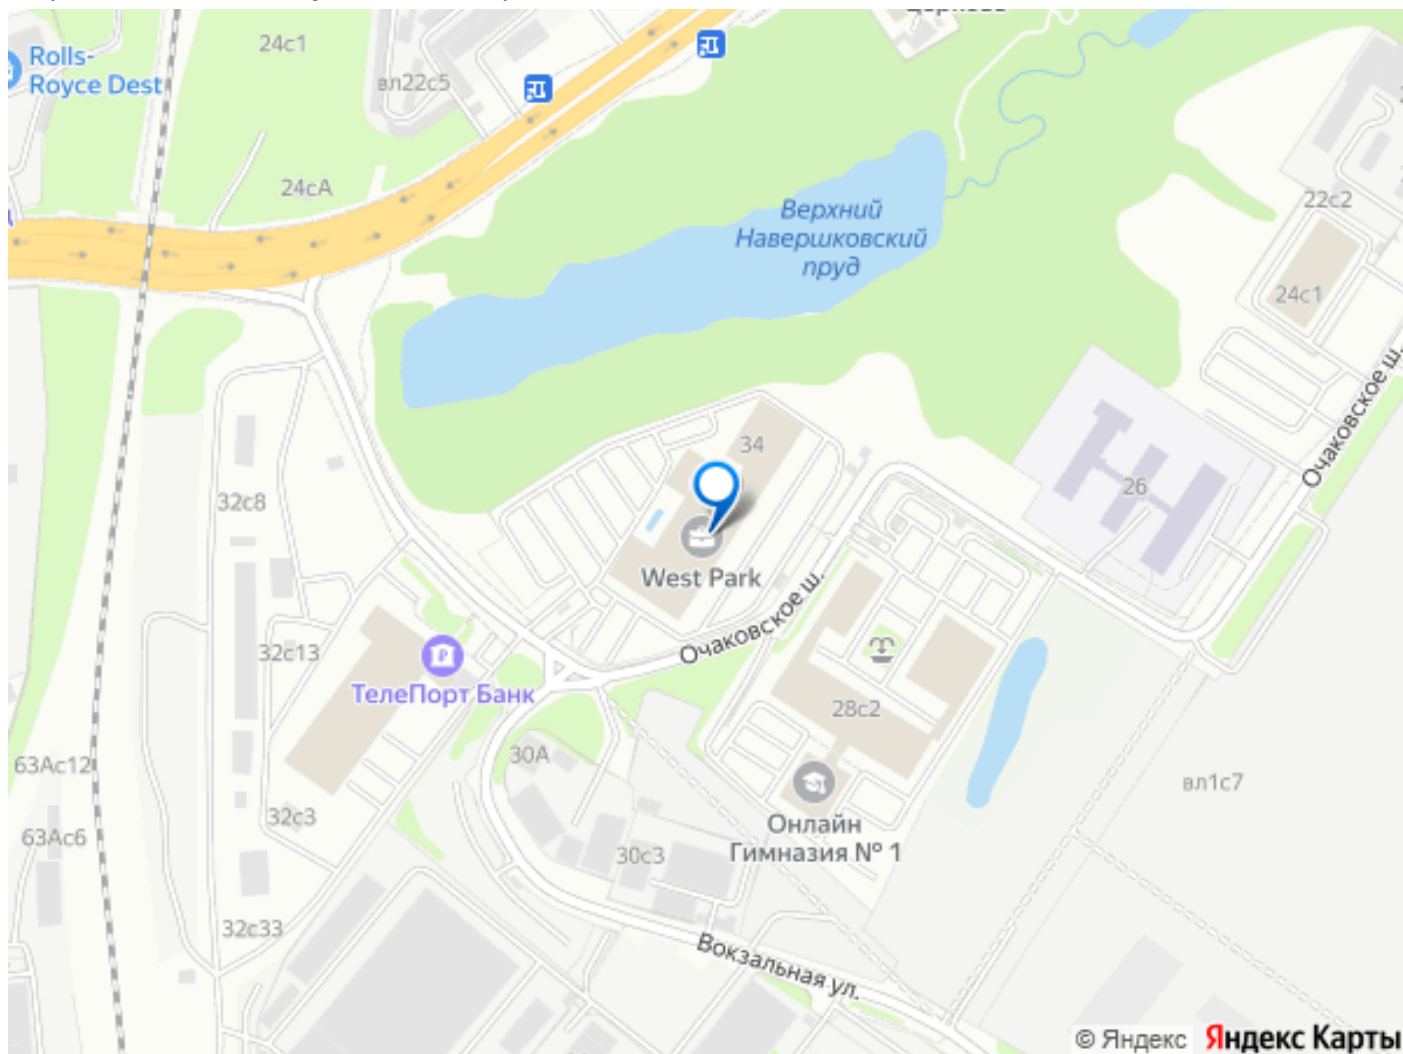 24с1
Rolls-
Royce Dest
вл22с5
24сА
22с2
Верхний
Навершковский
пруд
24с1
Очаковское ш.
34
26
32с8
West Park
Очаковское ш.
32с13
ТелеПорт Банк
28с2
30А
63Ас12
вл1с7
32с3
Онлайн
Гимназия № 1
63Ас6
30с3
32с33
Вокзальная ул.
© Яндекс Яндекс Карты